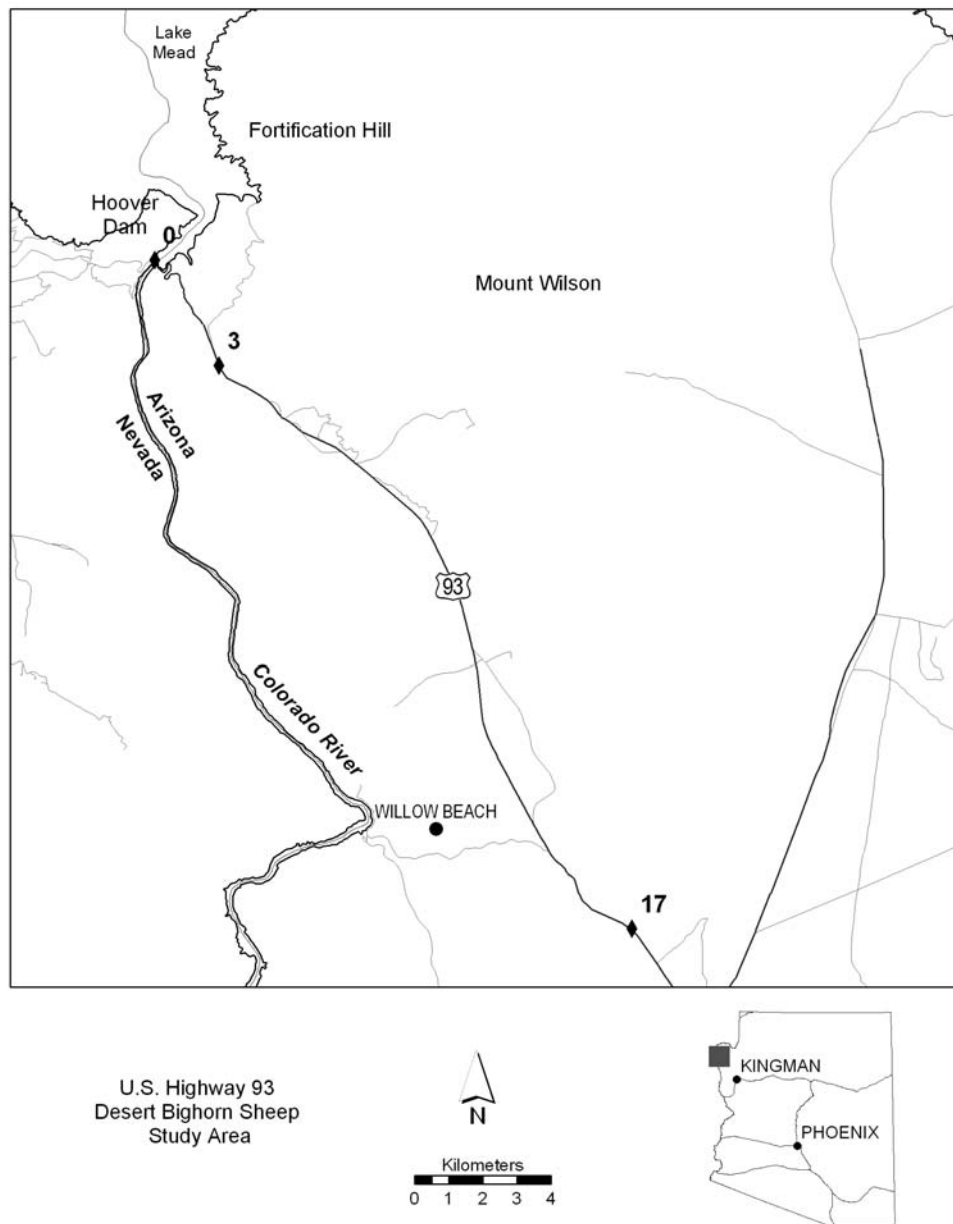 Lake
Mead
Fortification Hill
Hoover
Dam
0
Mount Wilson
3
Arizona
Nevada
93
Colorado River
WILLOW BEACH
17
U.S. Highway 93
Desert Bighorn Sheep
Study Area
N
Kilometers
0 1 2 3 4
KINGMAN
PHOENIX